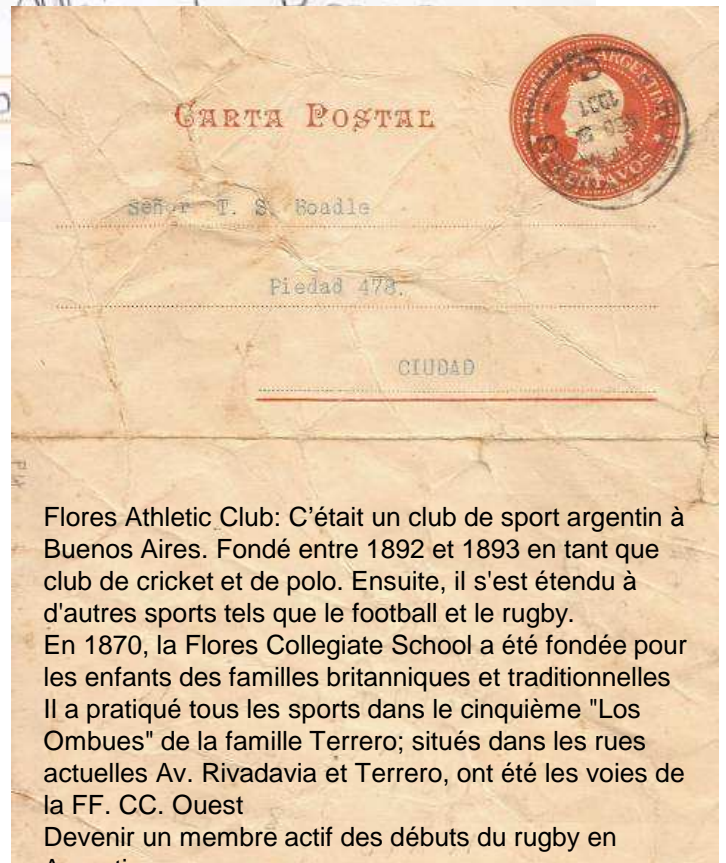 CARTA POSTAL
REPUBLICA ARGENTINA
CENTAVOS
Señor T. S. Boadle
Piedad 478.
CIUDAD
Flores Athletic Club: C'était un club de sport argentin à
Buenos Aires. Fondé entre 1892 et 1893 en tant que
club de cricket et de polo. Ensuite, il s'est étendu à
d'autres sports tels que le football et le rugby.
En 1870, la Flores Collegiate School a été fondée pour
les enfants des familles britanniques et traditionnelles
Il a pratiqué tous les sports dans le cinquième "Los
Ombues" de la famille Terrero; situés dans les rues
actuelles Av. Rivadavia et Terrero, ont été les voies de
la FF. CC. Ouest
Devenir un membre actif des débuts du rugby en